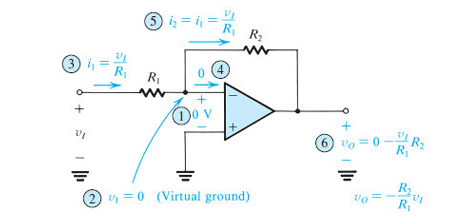 ⑤ i₂ = i₁ = v_I/R₁
R₂
③ i₁ = v_I/R₁
R₁
0 ④
+
−
① 0 V
−
+
+
v_I
−
② v₁ = 0 (Virtual ground)
+
⑥ v_O = 0 − v_I/R₁ R₂
−
v_O = − R₂/R₁ v_I